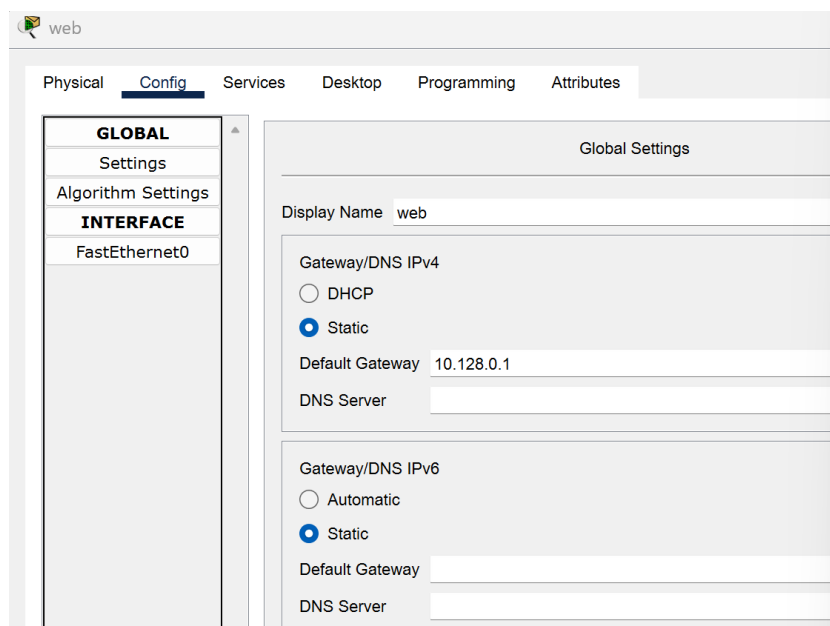 web
Physical Config Services Desktop Programming Attributes
GLOBAL
Settings
Algorithm Settings
INTERFACE
FastEthernet0
Global Settings
Display Name web
Gateway/DNS IPv4
DHCP
Static
Default Gateway 10.128.0.1
DNS Server
Gateway/DNS IPv6
Automatic
Static
Default Gateway
DNS Server